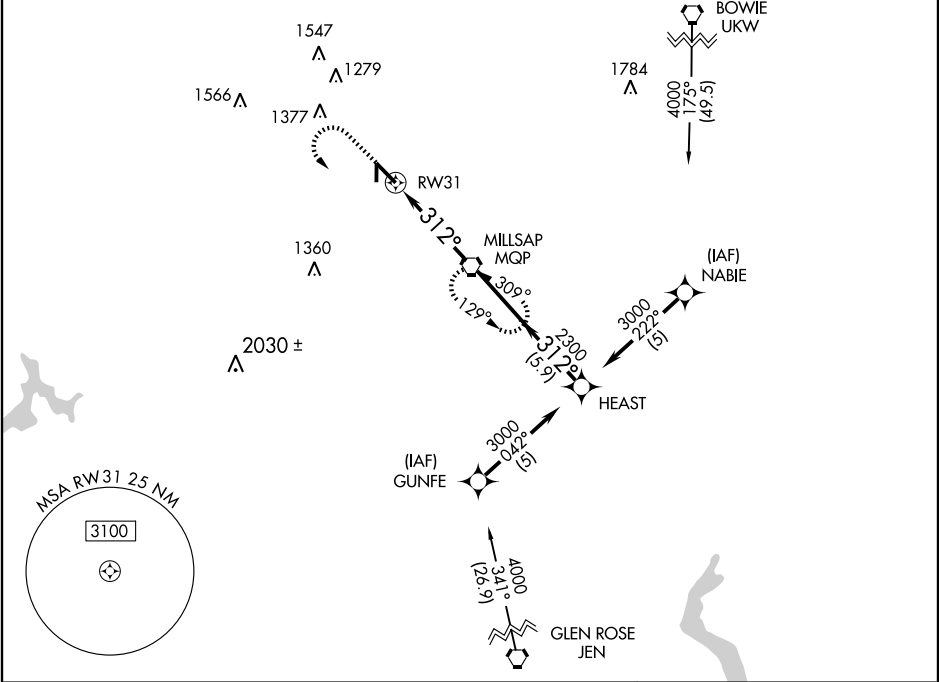 BOWIE
UKW
1547
1279
1784
1566
1377
4000
175°
(49.5)
RW31
312°
MILLSAP
MQP
1360
309°
129°
(IAF)
NABIE
3000
222°
(5)
2030 ±
2300
312°
(5.9)
HEAST
3000
042°
(5)
(IAF)
GUNFE
MSA RW31 25 NM
3100
4000
341°
(26.9)
GLEN ROSE
JEN